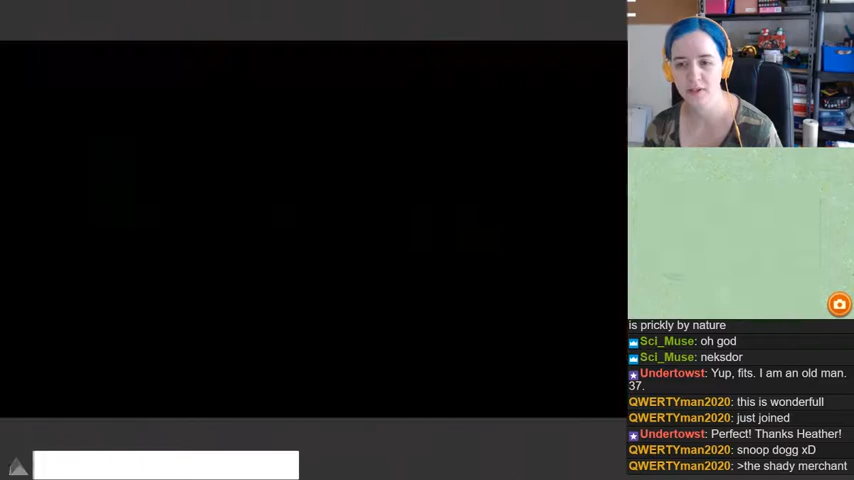 is prickly by nature
Sci_Muse: oh god
Sci_Muse: neksdor
Undertowst: Yup, fits. I am an old man.
37.
QWERTYman2020: this is wonderfull
QWERTYman2020: just joined
Undertowst: Perfect! Thanks Heather!
QWERTYman2020: snoop dogg xD
QWERTYman2020: >the shady merchant